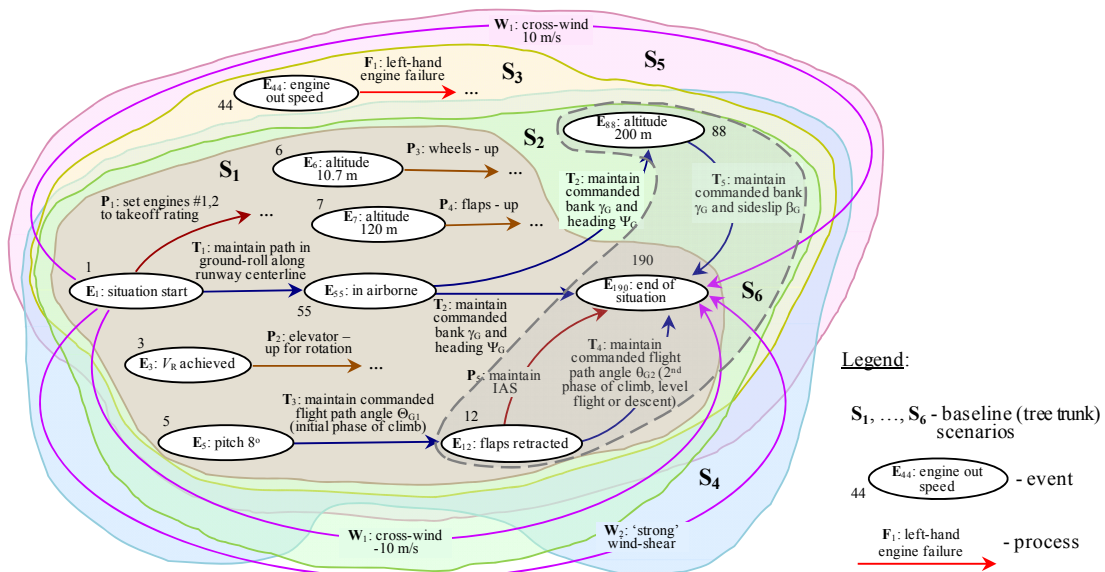 W1: cross-wind
10 m/s
F1: left-hand
engine failure
S3
S5
E44: engine
out speed
...
44
S2
E88: altitude
200 m
88
6
P3: wheels - up
S1
E6: altitude
10.7 m
...
T2: maintain
commanded
bank γG and
heading ΨG
T5: maintain
commanded bank
γG and sideslip βG
P1: set engines #1,2
to takeoff rating
...
7
P4: flaps - up
E7: altitude
120 m
...
T1: maintain path in
ground-roll along
runway centerline
1
190
E1: situation start
E55: in airborne
E190: end of
situation
S6
55
T2: maintain
commanded
bank γG and
heading ΨG
3
P2: elevator –
up for rotation
E3: VR achieved
...
T4: maintain
commanded flight
path angle θG2 (2nd
phase of climb, level
flight or descent)
P5: maintain
IAS
Legend:
T3: maintain commanded
flight path angle ΘG1
(initial phase of climb)
5
12
E5: pitch 8o
E12: flaps retracted
S1, …, S6 - baseline (tree trunk)
scenarios
S4
E44: engine out
speed
- event
44
W1: cross-wind
-10 m/s
W2: ‘strong’
wind-shear
F1: left-hand
engine failure
- process